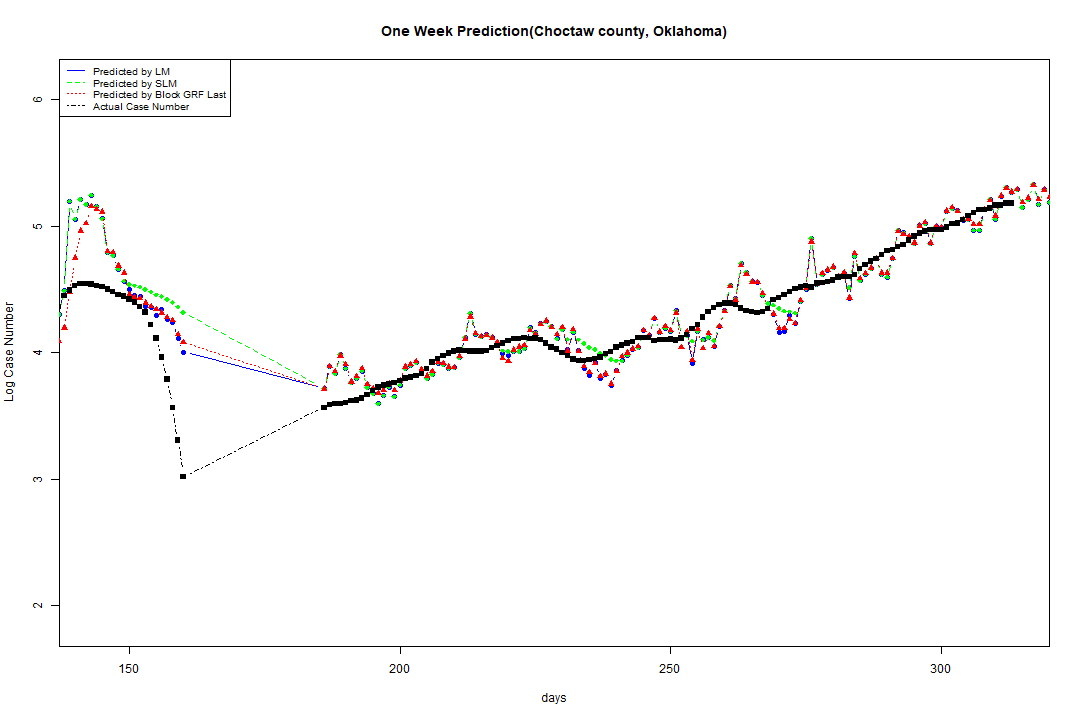 One Week Prediction(Choctaw county, Oklahoma)
Predicted by LM
Predicted by SLM
Predicted by Block GRF Last
Actual Case Number
6
5
4
3
2
Log Case Number
150
200
250
300
days